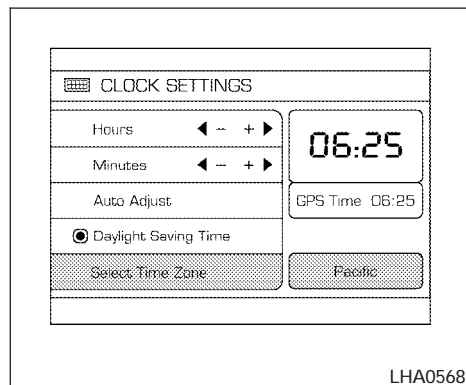 CLOCK SETTINGS
Hours ◀ - + ▶
Minutes ◀ - + ▶
Auto Adjust
Daylight Saving Time
Select Time Zone
06:25
GPS Time 06:25
Pacific
LHA0568